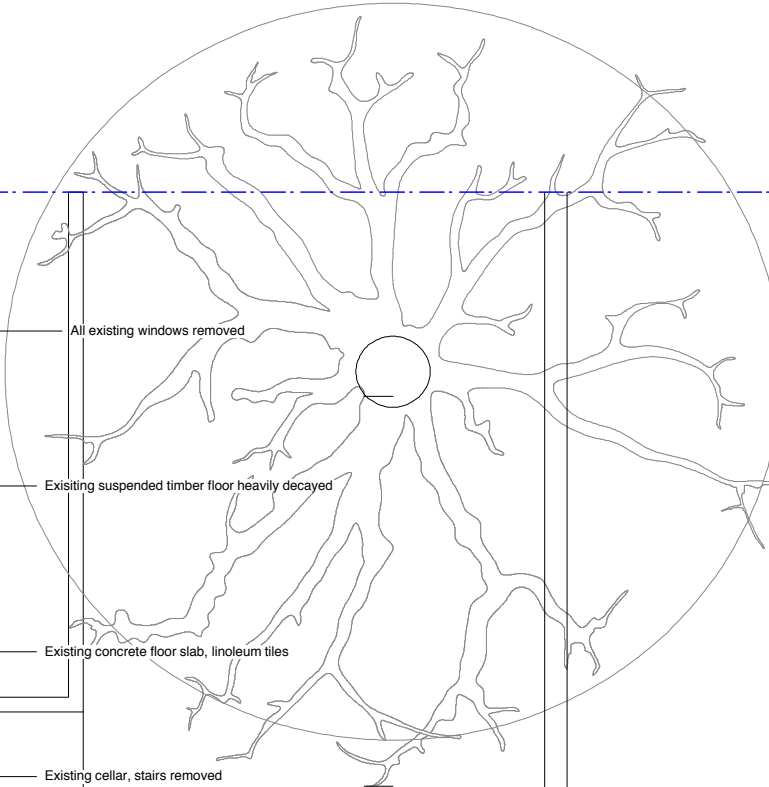 All existing windows removed
Exisiting suspended timber floor heavily decayed
Existing concrete floor slab, linoleum tiles
Existing cellar, stairs removed